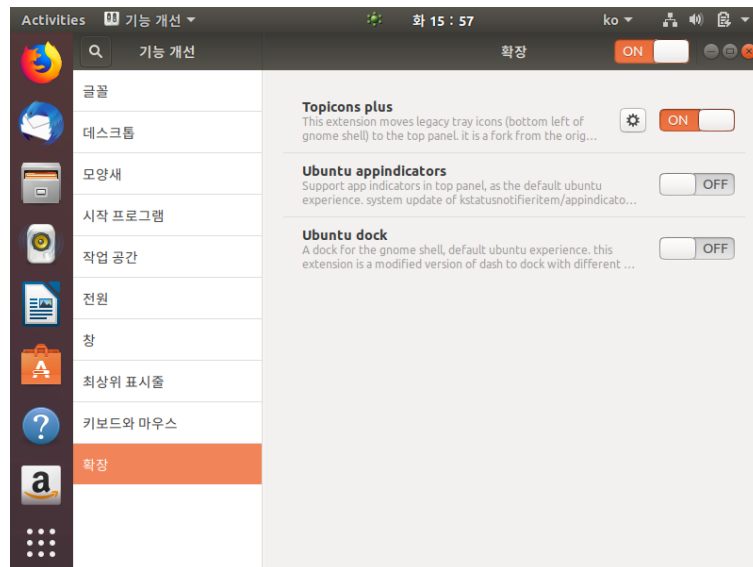 Activities 기능 개선 화 15 : 57 ko
기능 개선 확장 ON
글꼴
데스크톱
모양새
시작 프로그램
작업 공간
전원
창
최상위 표시줄
키보드와 마우스
확장
Topicons plus
This extension moves legacy tray icons (bottom left of
gnome shell) to the top panel. it is a fork from the orig...
ON
Ubuntu appindicators
Support app indicators in top panel, as the default ubuntu
experience. system update of kstatusnotifieritem/appindicato...
OFF
Ubuntu dock
A dock for the gnome shell, default ubuntu experience. this
extension is a modified version of dash to dock with different ...
OFF